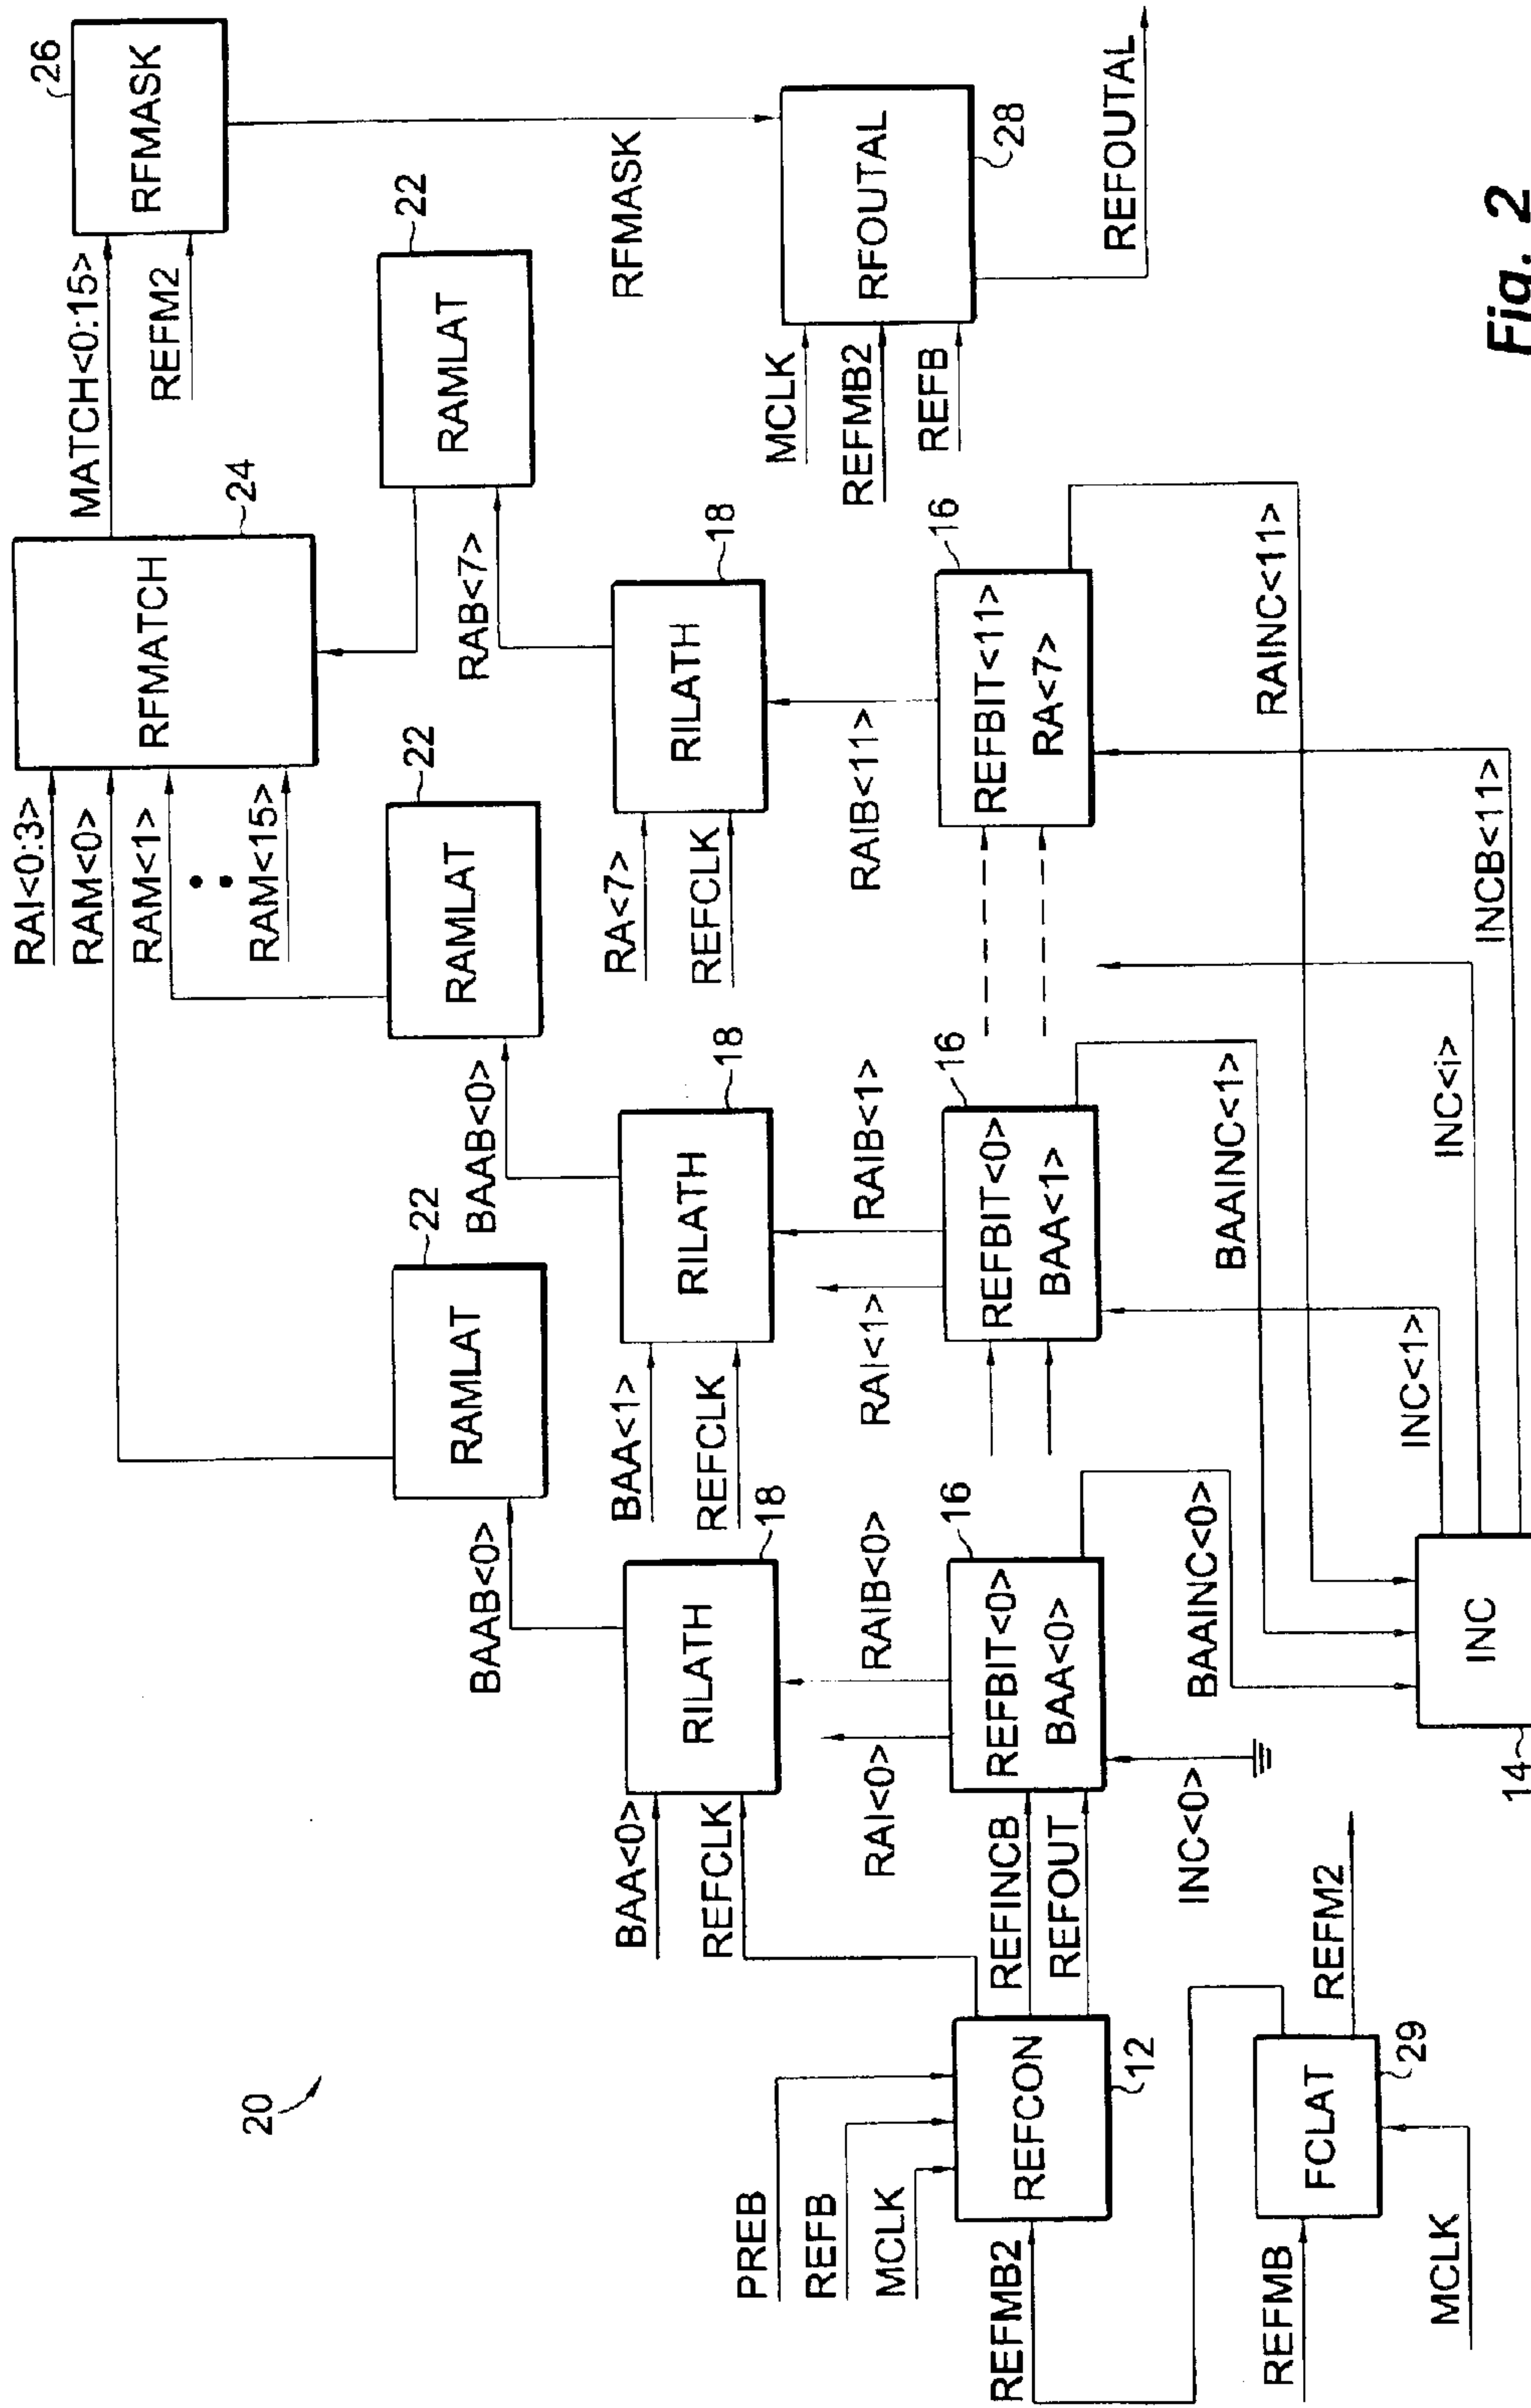 20
RAI<0:3>
RAM<0>
RAM<1>
RAM<15>
RFMATCH
24
MATCH<0:15>
REFM2
RFMASK
26
RAMLAT
22
RAMLAT
22
RAMLAT
22
BAAB<0>
BAAB<0>
RAB<7>
RFMASK
BAA<0>
REFCLK
RILATH
18
BAA<1>
REFCLK
RILATH
18
RA<7>
REFCLK
RILATH
18
MCLK
REFMB2
REFB
RFOUTAL
28
REFOUTAL
RAI<0>
RAIB<0>
RAI<1>
RAIB<1>
RAIB<11>
PREB
REFB
MCLK
REFMB2
REFCON
12
REFINCB
REFOUT
REFBIT<0>
BAA<0>
16
REFBIT<0>
BAA<1>
16
REFBIT<11>
RA<7>
16
INC<0>
BAAINC<0>
BAAINC<1>
RAINC<11>
REFMB
MCLK
FCLAT
29
REFM2
INC
14
INC<1>
INC<i>
INCB<11>
Fig. 2